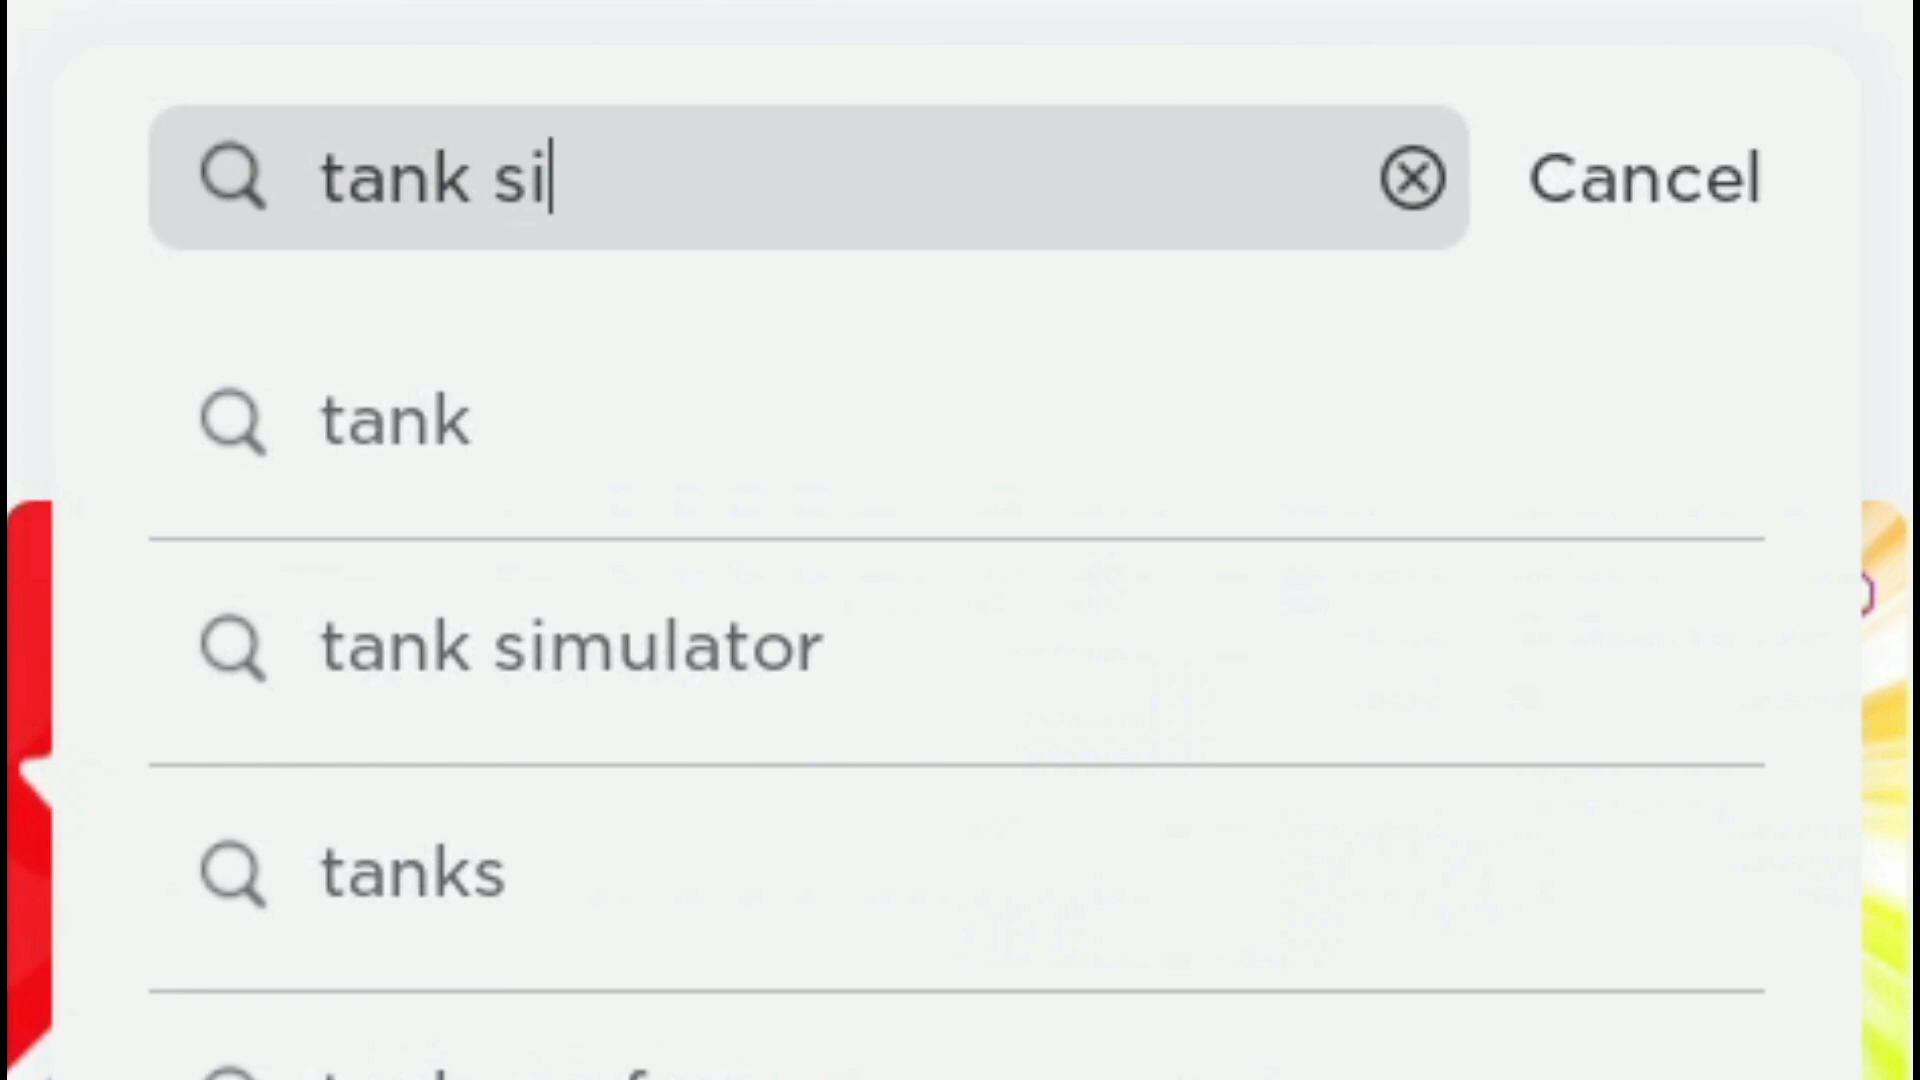 tank si
Cancel
tank
tank simulator
tanks